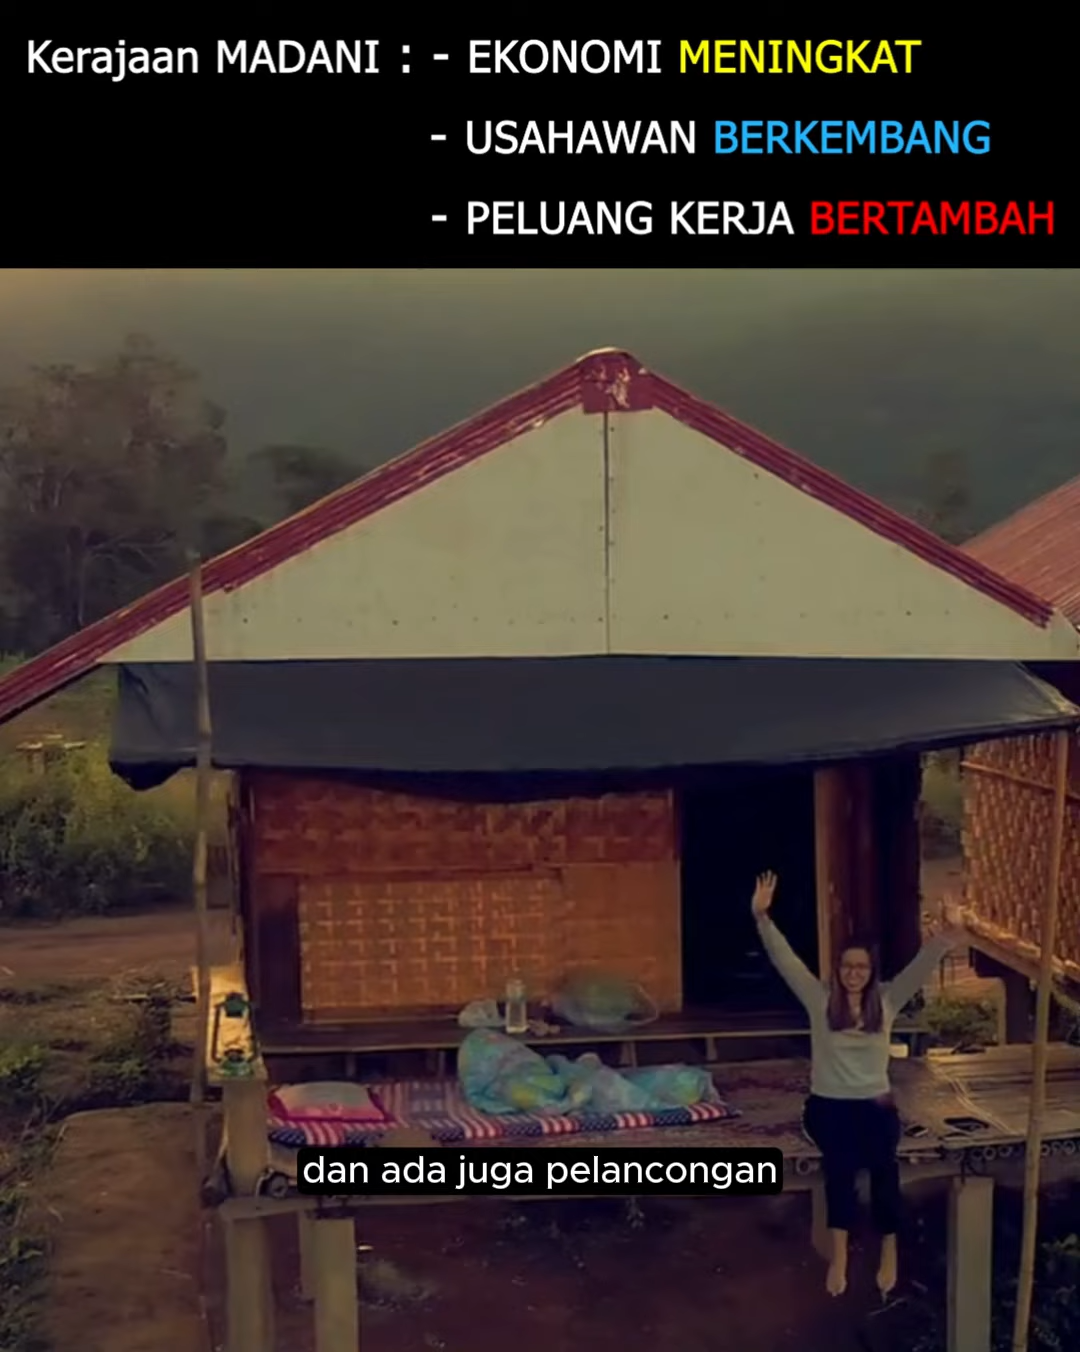 Kerajaan MADANI : - EKONOMI MENINGKAT
- USAHAWAN BERKEMBANG
- PELUANG KERJA BERTAMBAH
dan ada juga pelancongan